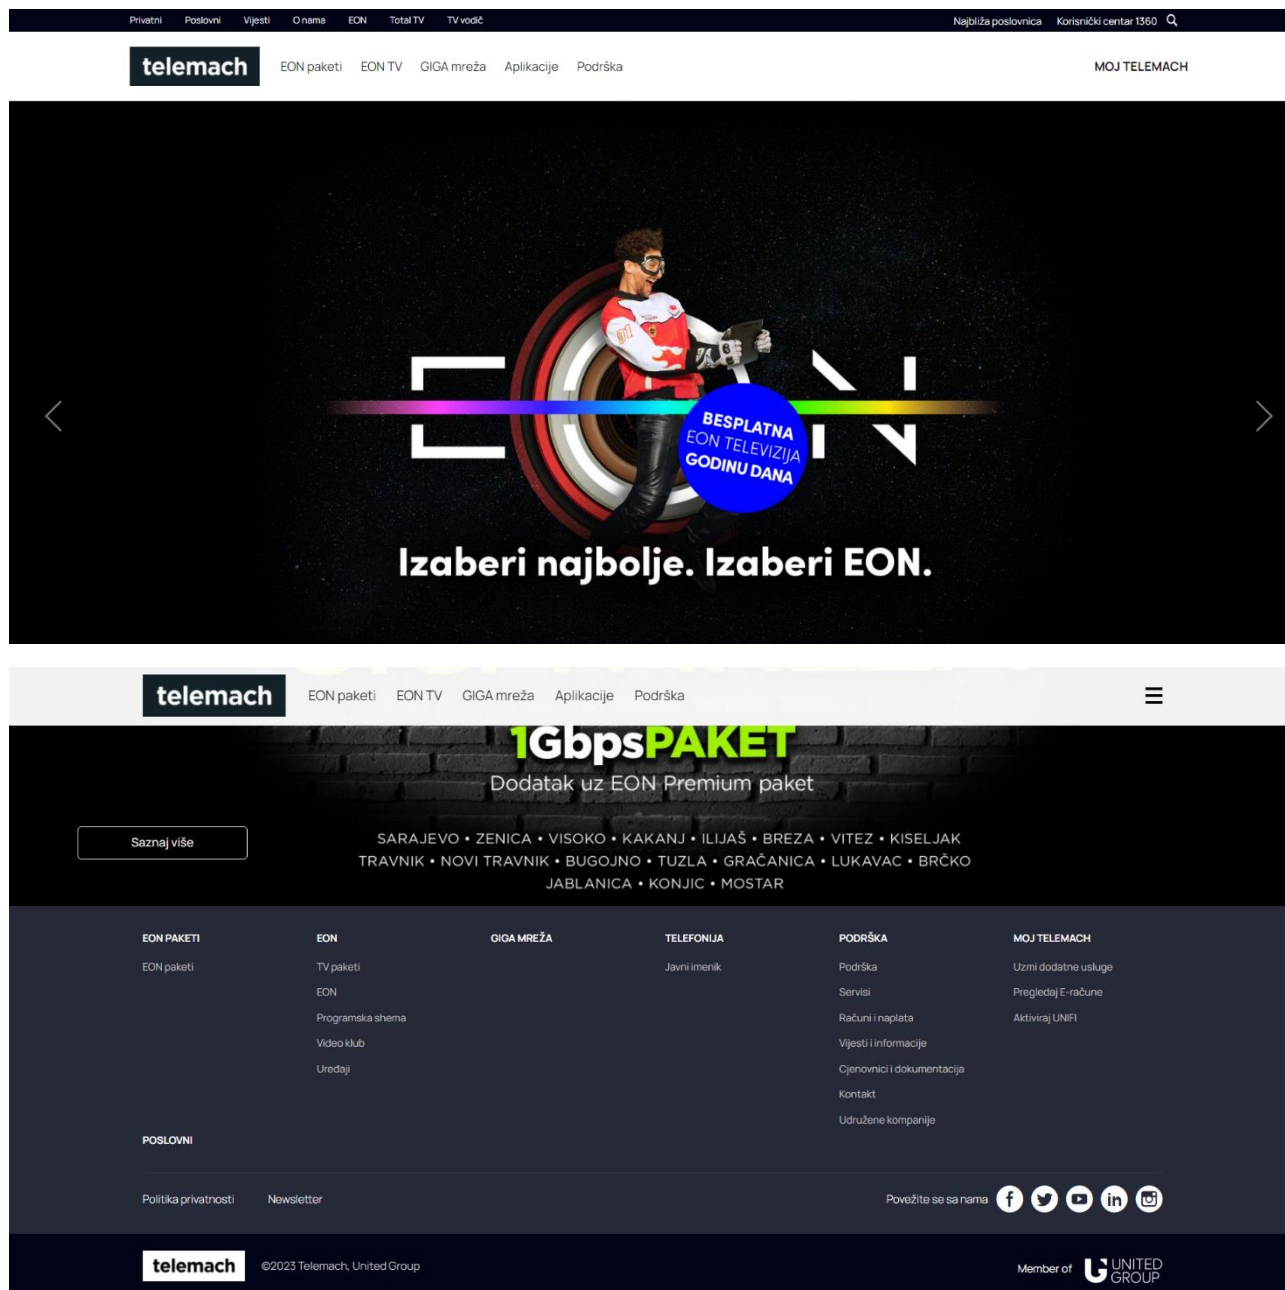 Privatni Poslovni Vijesti O nama EON Total TV TV vodič Najbliža poslovnica Korisnički centar 1360
telemach EON paketi EON TV GIGA mreža Aplikacije Podrška MOJ TELEMACH
EON
BESPLATNA
EON TELEVIZIJA
GODINU DANA
Izaberi najbolje. Izaberi EON.
telemach EON paketi EON TV GIGA mreža Aplikacije Podrška
1GbpsPAKET
Dodatak uz EON Premium paket
Saznaj više
SARAJEVO • ZENICA • VISOKO • KAKANJ • ILIJAŠ • BREZA • VITEZ • KISELJAK
TRAVNIK • NOVI TRAVNIK • BUGOJNO • TUZLA • GRAČANICA • LUKAVAC • BRČKO
JABLANICA • KONJIC • MOSTAR
EON PAKETI EON GIGA MREŽA TELEFONIJA PODRŠKA MOJ TELEMACH
EON paketi TV paketi Javni imenik Podrška Uzmi dodatne usluge
EON Servisi Pregledaj E-račune
Programska shema Računi i naplata Aktiviraj UNIFI
Video klub Vijesti i informacije
Uređaji Cjenovnici i dokumentacija
Kontakt
Udružene kompanije
POSLOVNI
Politika privatnosti Newsletter Povežite se sa nama
telemach ©2023 Telemach, United Group Member of UNITED
GROUP